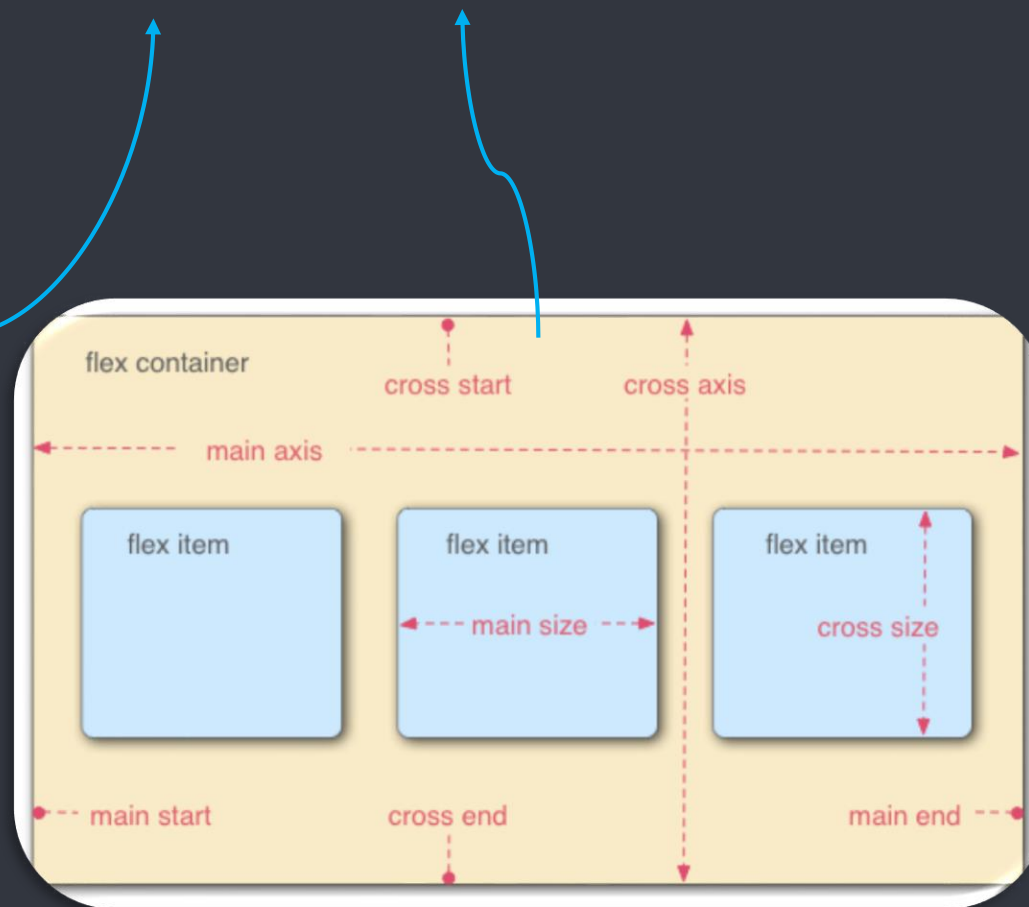 flex container
cross start
cross axis
main axis
flex item
flex item
flex item
main size
cross size
main start
cross end
main end